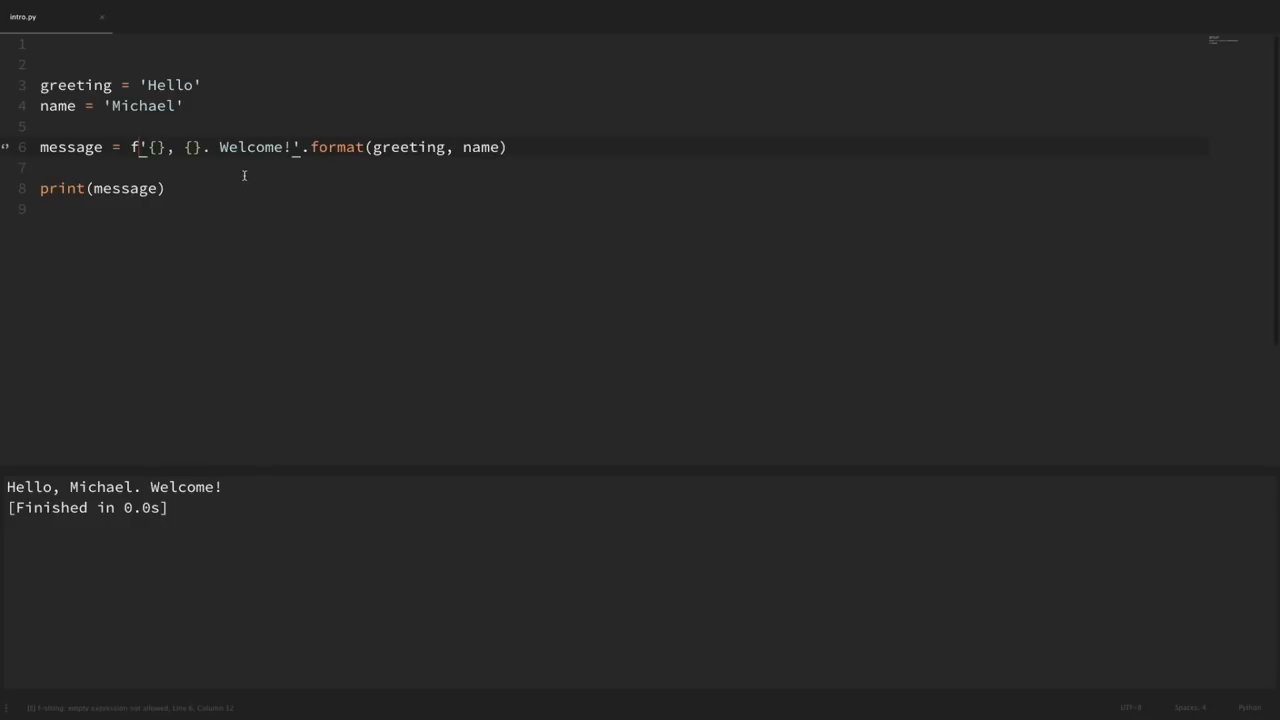 intro.py ×
1
2
3 greeting = 'Hello'
4 name = 'Michael'
5
6 message = f'{}, {}. Welcome!'.format(greeting, name)
7
8 print(message)
9
Hello, Michael. Welcome!
[Finished in 0.0s]
[E] f-string: empty expression not allowed, Line 6, Column 12 UTF-8 Spaces: 4 Python